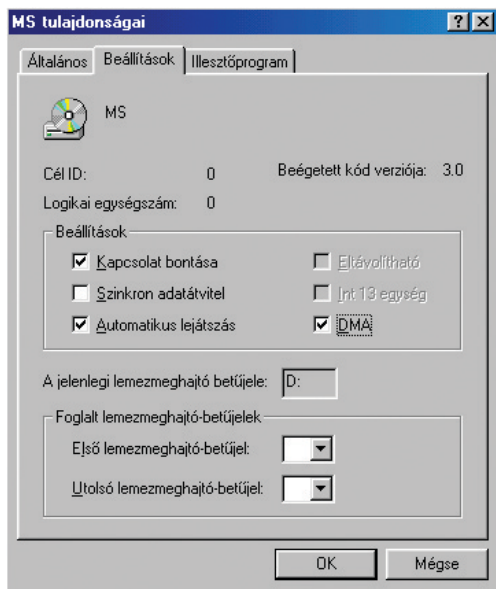 MS tulajdonságai
Általános Beállítások Illesztőprogram
MS
Cél ID: 0 Beégetett kód verziója: 3.0
Logikai egységszám: 0
Beállítások
Kapcsolat bontása Eltávolítható
Szinkron adatátvitel Int 13 egység
Automatikus lejátszás DMA
A jelenlegi lemezmeghajtó betűjele: D:
Foglalt lemezmeghajtó-betűjelek
Első lemezmeghajtó-betűjel:
Utolsó lemezmeghajtó-betűjel:
OK Mégse